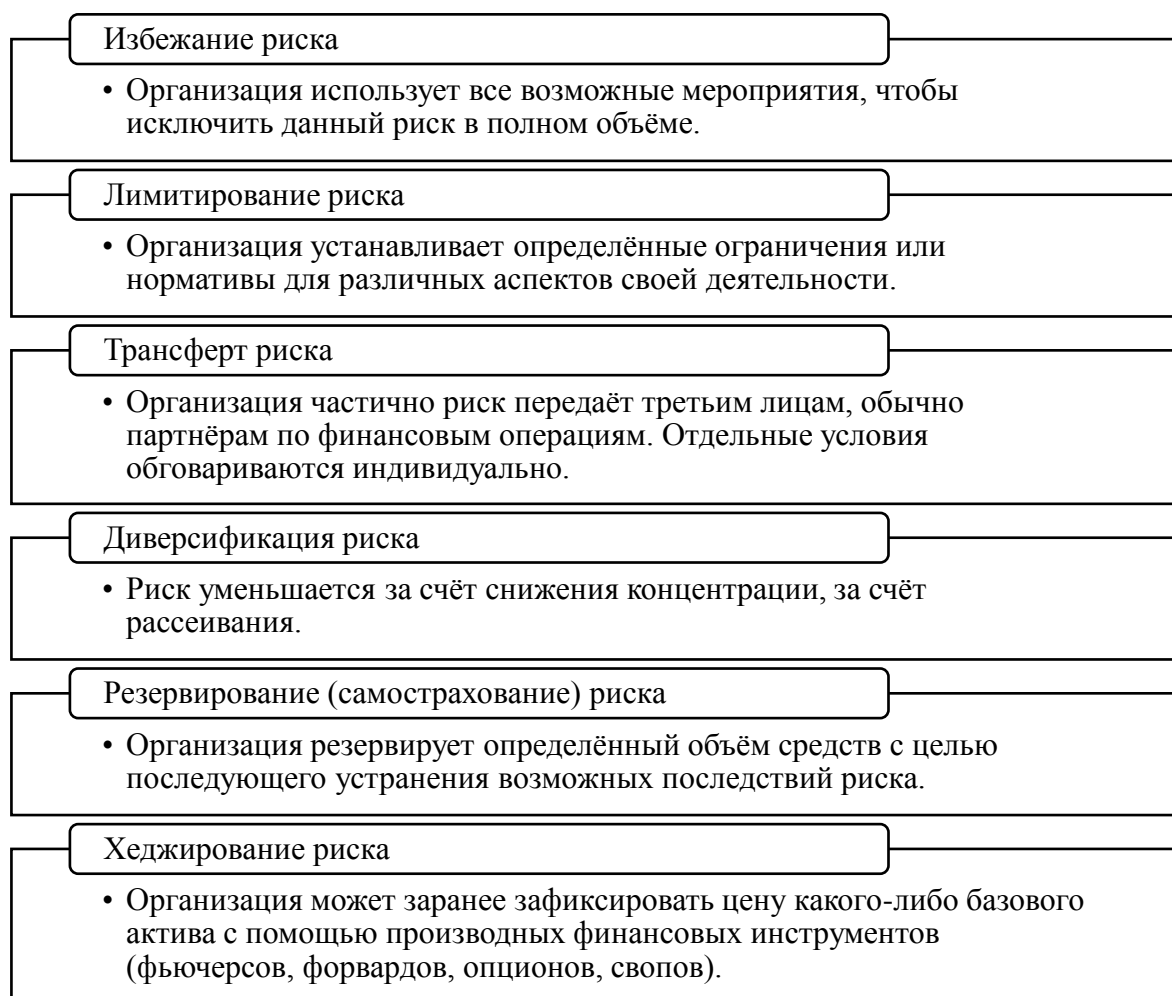 Избежание риска
• Организация использует все возможные мероприятия, чтобы
исключить данный риск в полном объёме.
Лимитирование риска
• Организация устанавливает определённые ограничения или
нормативы для различных аспектов своей деятельности.
Трансферт риска
• Организация частично риск передаёт третьим лицам, обычно
партнёрам по финансовым операциям. Отдельные условия
обговариваются индивидуально.
Диверсификация риска
• Риск уменьшается за счёт снижения концентрации, за счёт
рассеивания.
Резервирование (самострахование) риска
• Организация резервирует определённый объём средств с целью
последующего устранения возможных последствий риска.
Хеджирование риска
• Организация может заранее зафиксировать цену какого-либо базового
актива с помощью производных финансовых инструментов
(фьючерсов, форвардов, опционов, свопов).